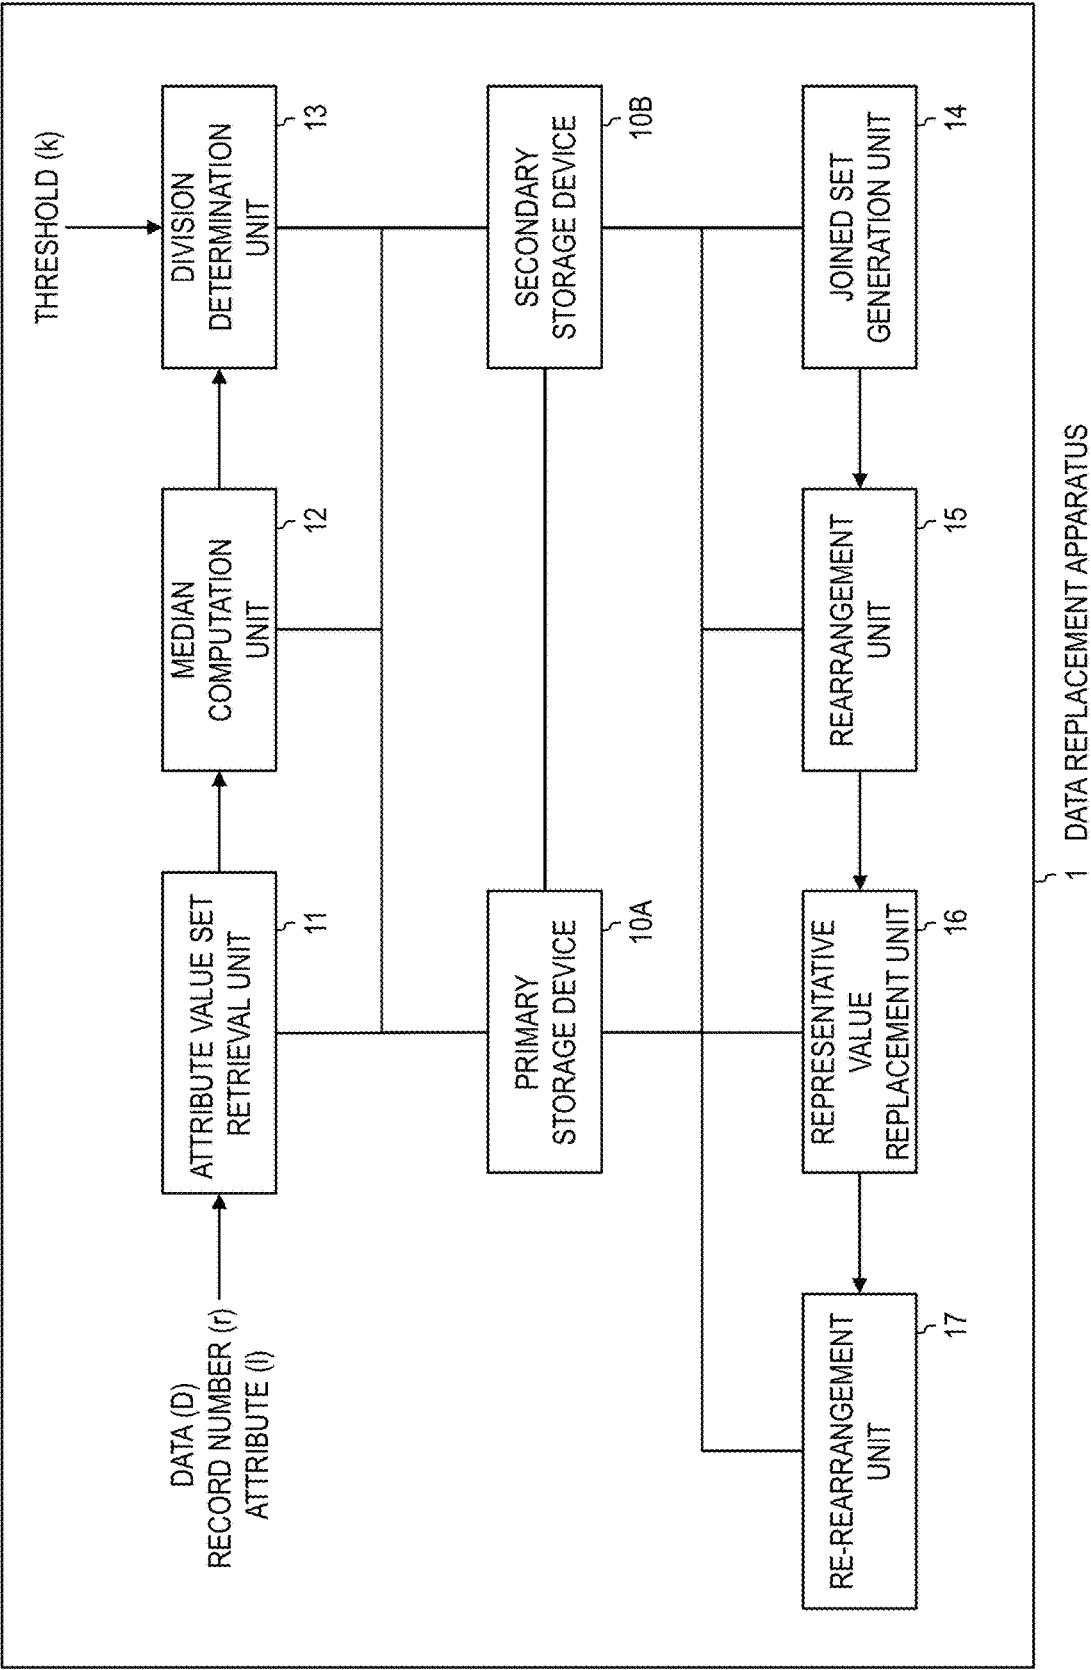 THRESHOLD (k)
DATA (D)
RECORD NUMBER (r)
ATTRIBUTE (l)
ATTRIBUTE VALUE SET
RETRIEVAL UNIT
11
MEDIAN
COMPUTATION
UNIT
12
DIVISION
DETERMINATION
UNIT
13
PRIMARY
STORAGE DEVICE
10A
SECONDARY
STORAGE DEVICE
10B
RE-REARRANGEMENT
UNIT
17
REPRESENTATIVE
VALUE
REPLACEMENT UNIT
16
REARRANGEMENT
UNIT
15
JOINED SET
GENERATION UNIT
14
1 DATA REPLACEMENT APPARATUS